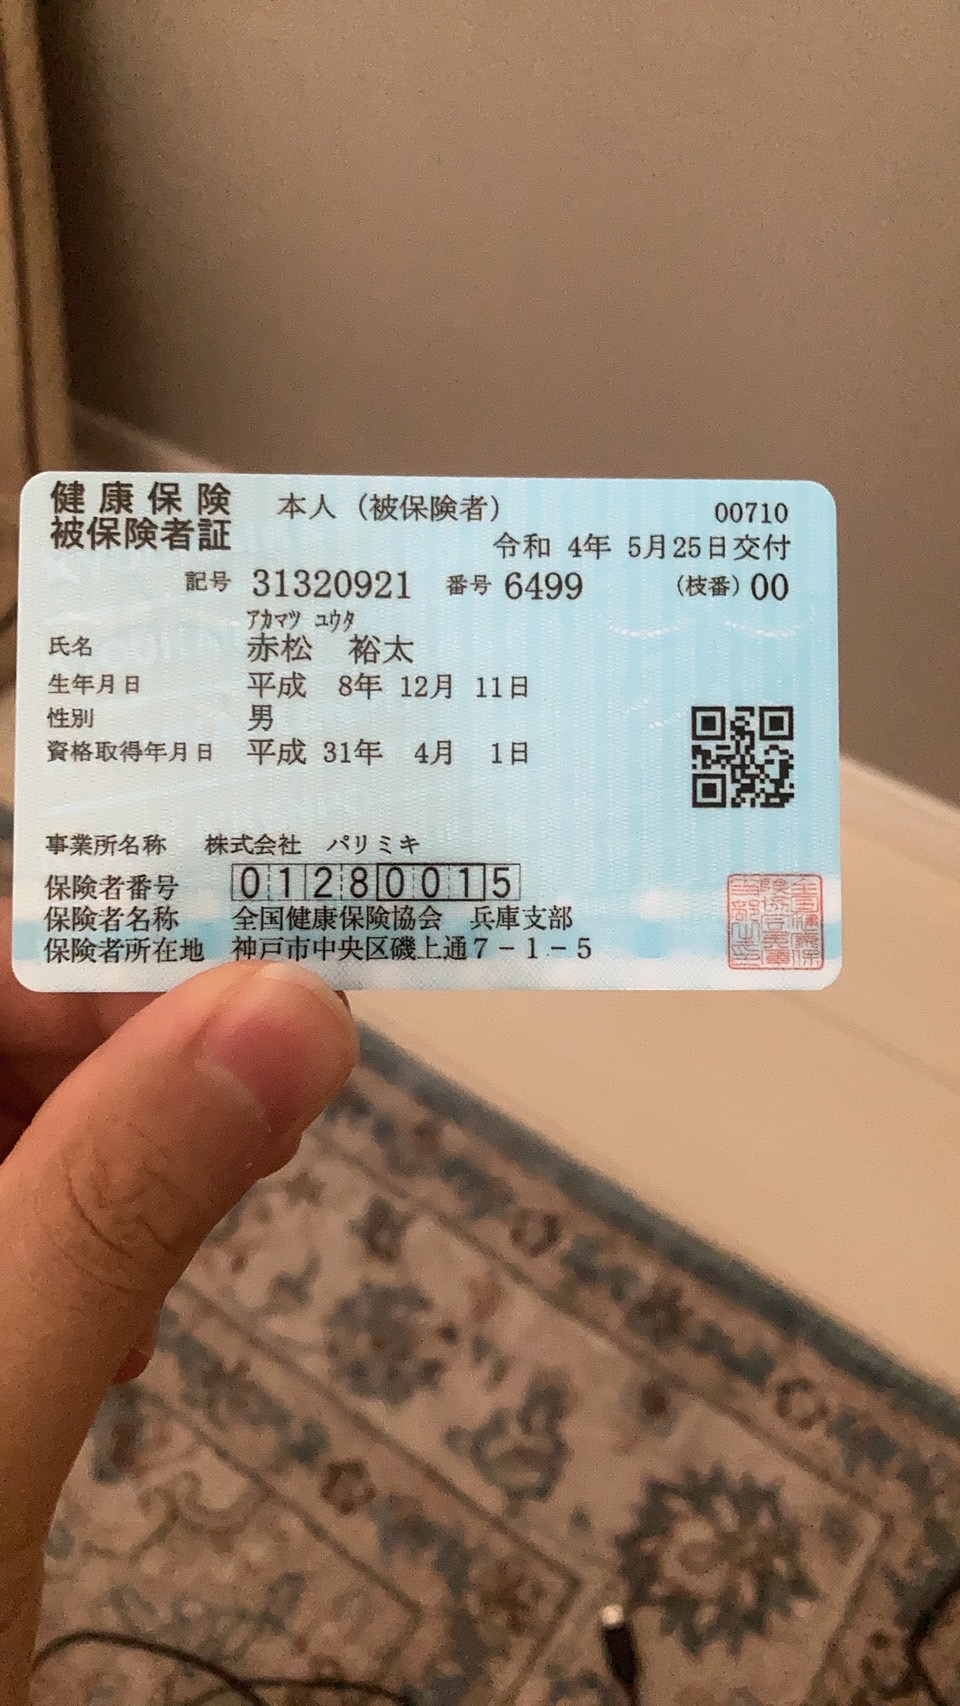 健康保険 本人（被保険者） 00710
被保険者証 令和 4年 5月25日交付
記号 31320921 番号 6499 （枝番）00
アカマツ ユウタ
氏名 赤松 裕太
生年月日 平成 8年 12月 11日
性別 男
資格取得年月日 平成 31年 4月 1日
事業所名称 株式会社 パリミキ
保険者番号 01280015
保険者名称 全国健康保険協会 兵庫支部
保険者所在地 神戸市中央区磯上通7-1-5